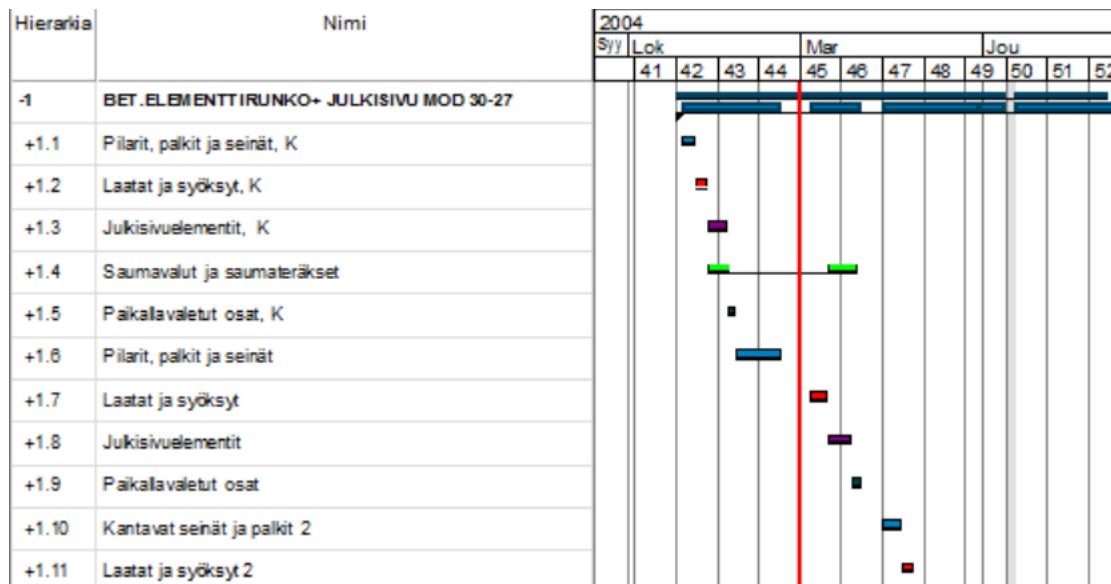 Hierarkia Nimi 2004
Syy Lok Mar Jou
41 42 43 44 45 46 47 48 49 50 51 52
-1 BET.ELEMENTTIRUNKO+ JULKISIVU MOD 30-27
+1.1 Pilarit, palkit ja seinät, K
+1.2 Laatat ja syöksyt, K
+1.3 Julkisivuelementit, K
+1.4 Saumavalut ja saumateräkset
+1.5 Paikallavaletut osat, K
+1.6 Pilarit, palkit ja seinät
+1.7 Laatat ja syöksyt
+1.8 Julkisivuelementit
+1.9 Paikallavaletut osat
+1.10 Kantavat seinät ja palkit 2
+1.11 Laatat ja syöksyt 2